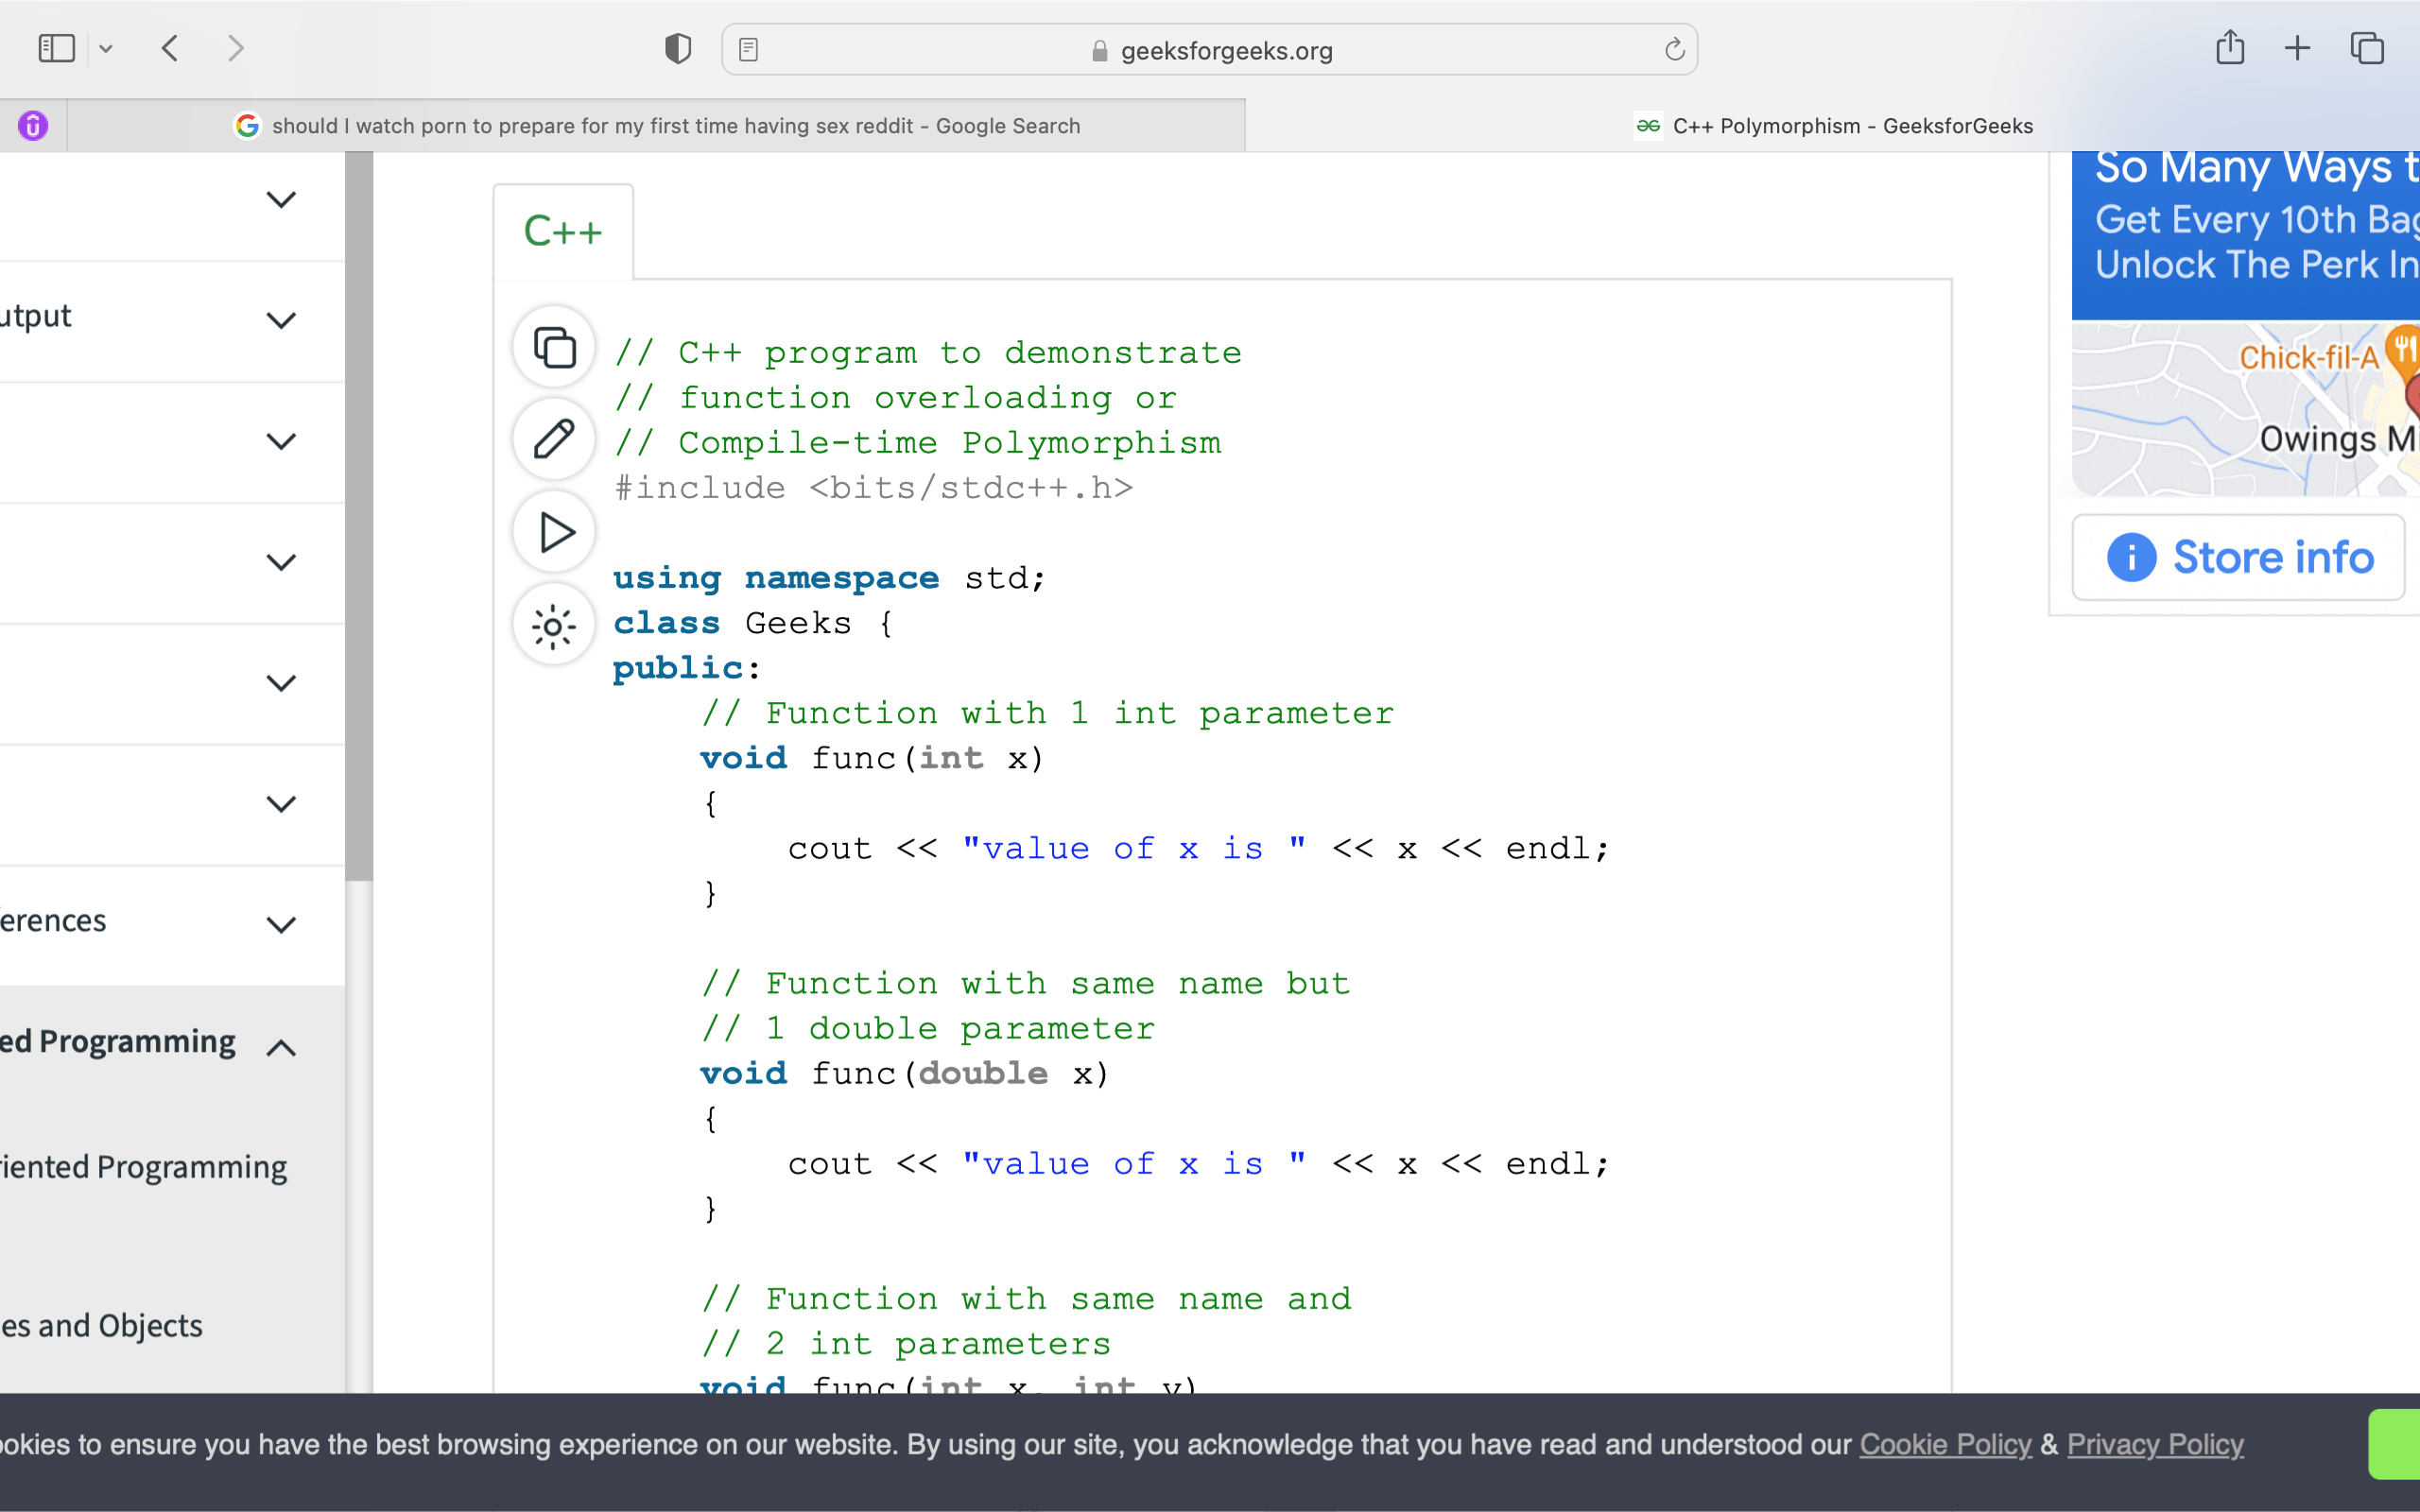 geeksforgeeks.org
should I watch porn to prepare for my first time having sex reddit - Google Search
C++ Polymorphism - GeeksforGeeks
utput
erences
ed Programming
riented Programming
es and Objects
C++
// C++ program to demonstrate
// function overloading or
// Compile-time Polymorphism
#include <bits/stdc++.h>
using namespace std;
class Geeks {
public:
// Function with 1 int parameter
void func(int x)
{
cout << "value of x is " << x << endl;
}
// Function with same name but
// 1 double parameter
void func(double x)
{
cout << "value of x is " << x << endl;
}
// Function with same name and
// 2 int parameters
void func(int x, int y)
So Many Ways t
Get Every 10th Bag
Unlock The Perk In
Chick-fil-A
Owings Mi
Store info
ookies to ensure you have the best browsing experience on our website. By using our site, you acknowledge that you have read and understood our Cookie Policy & Privacy Policy